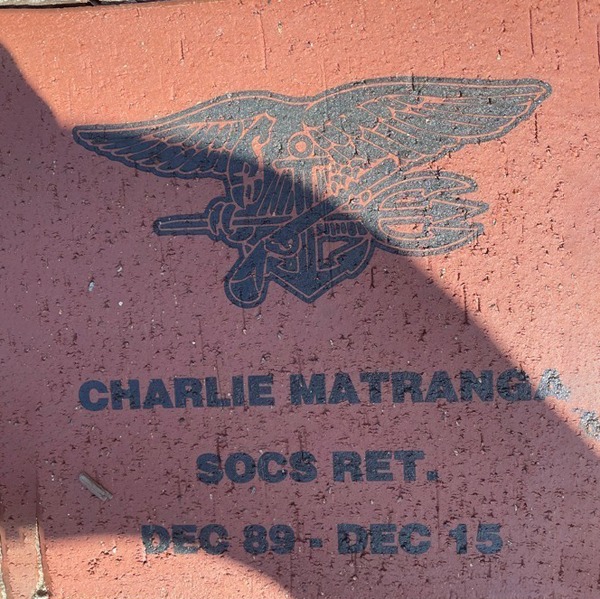 CHARLIE MATRANGA
SOCS RET.
DEC 89 - DEC 15